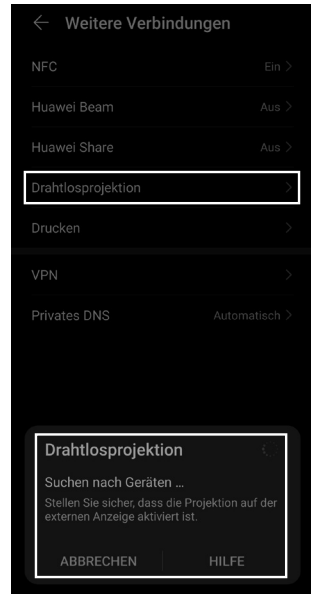 Weitere Verbindungen
NFC Ein
Huawei Beam Aus
Huawei Share Aus
Drahtlosprojektion
Drucken
VPN
Privates DNS Automatisch
Drahtlosprojektion
Suchen nach Geräten ...
Stellen Sie sicher, dass die Projektion auf der
externen Anzeige aktiviert ist.
ABBRECHEN HILFE